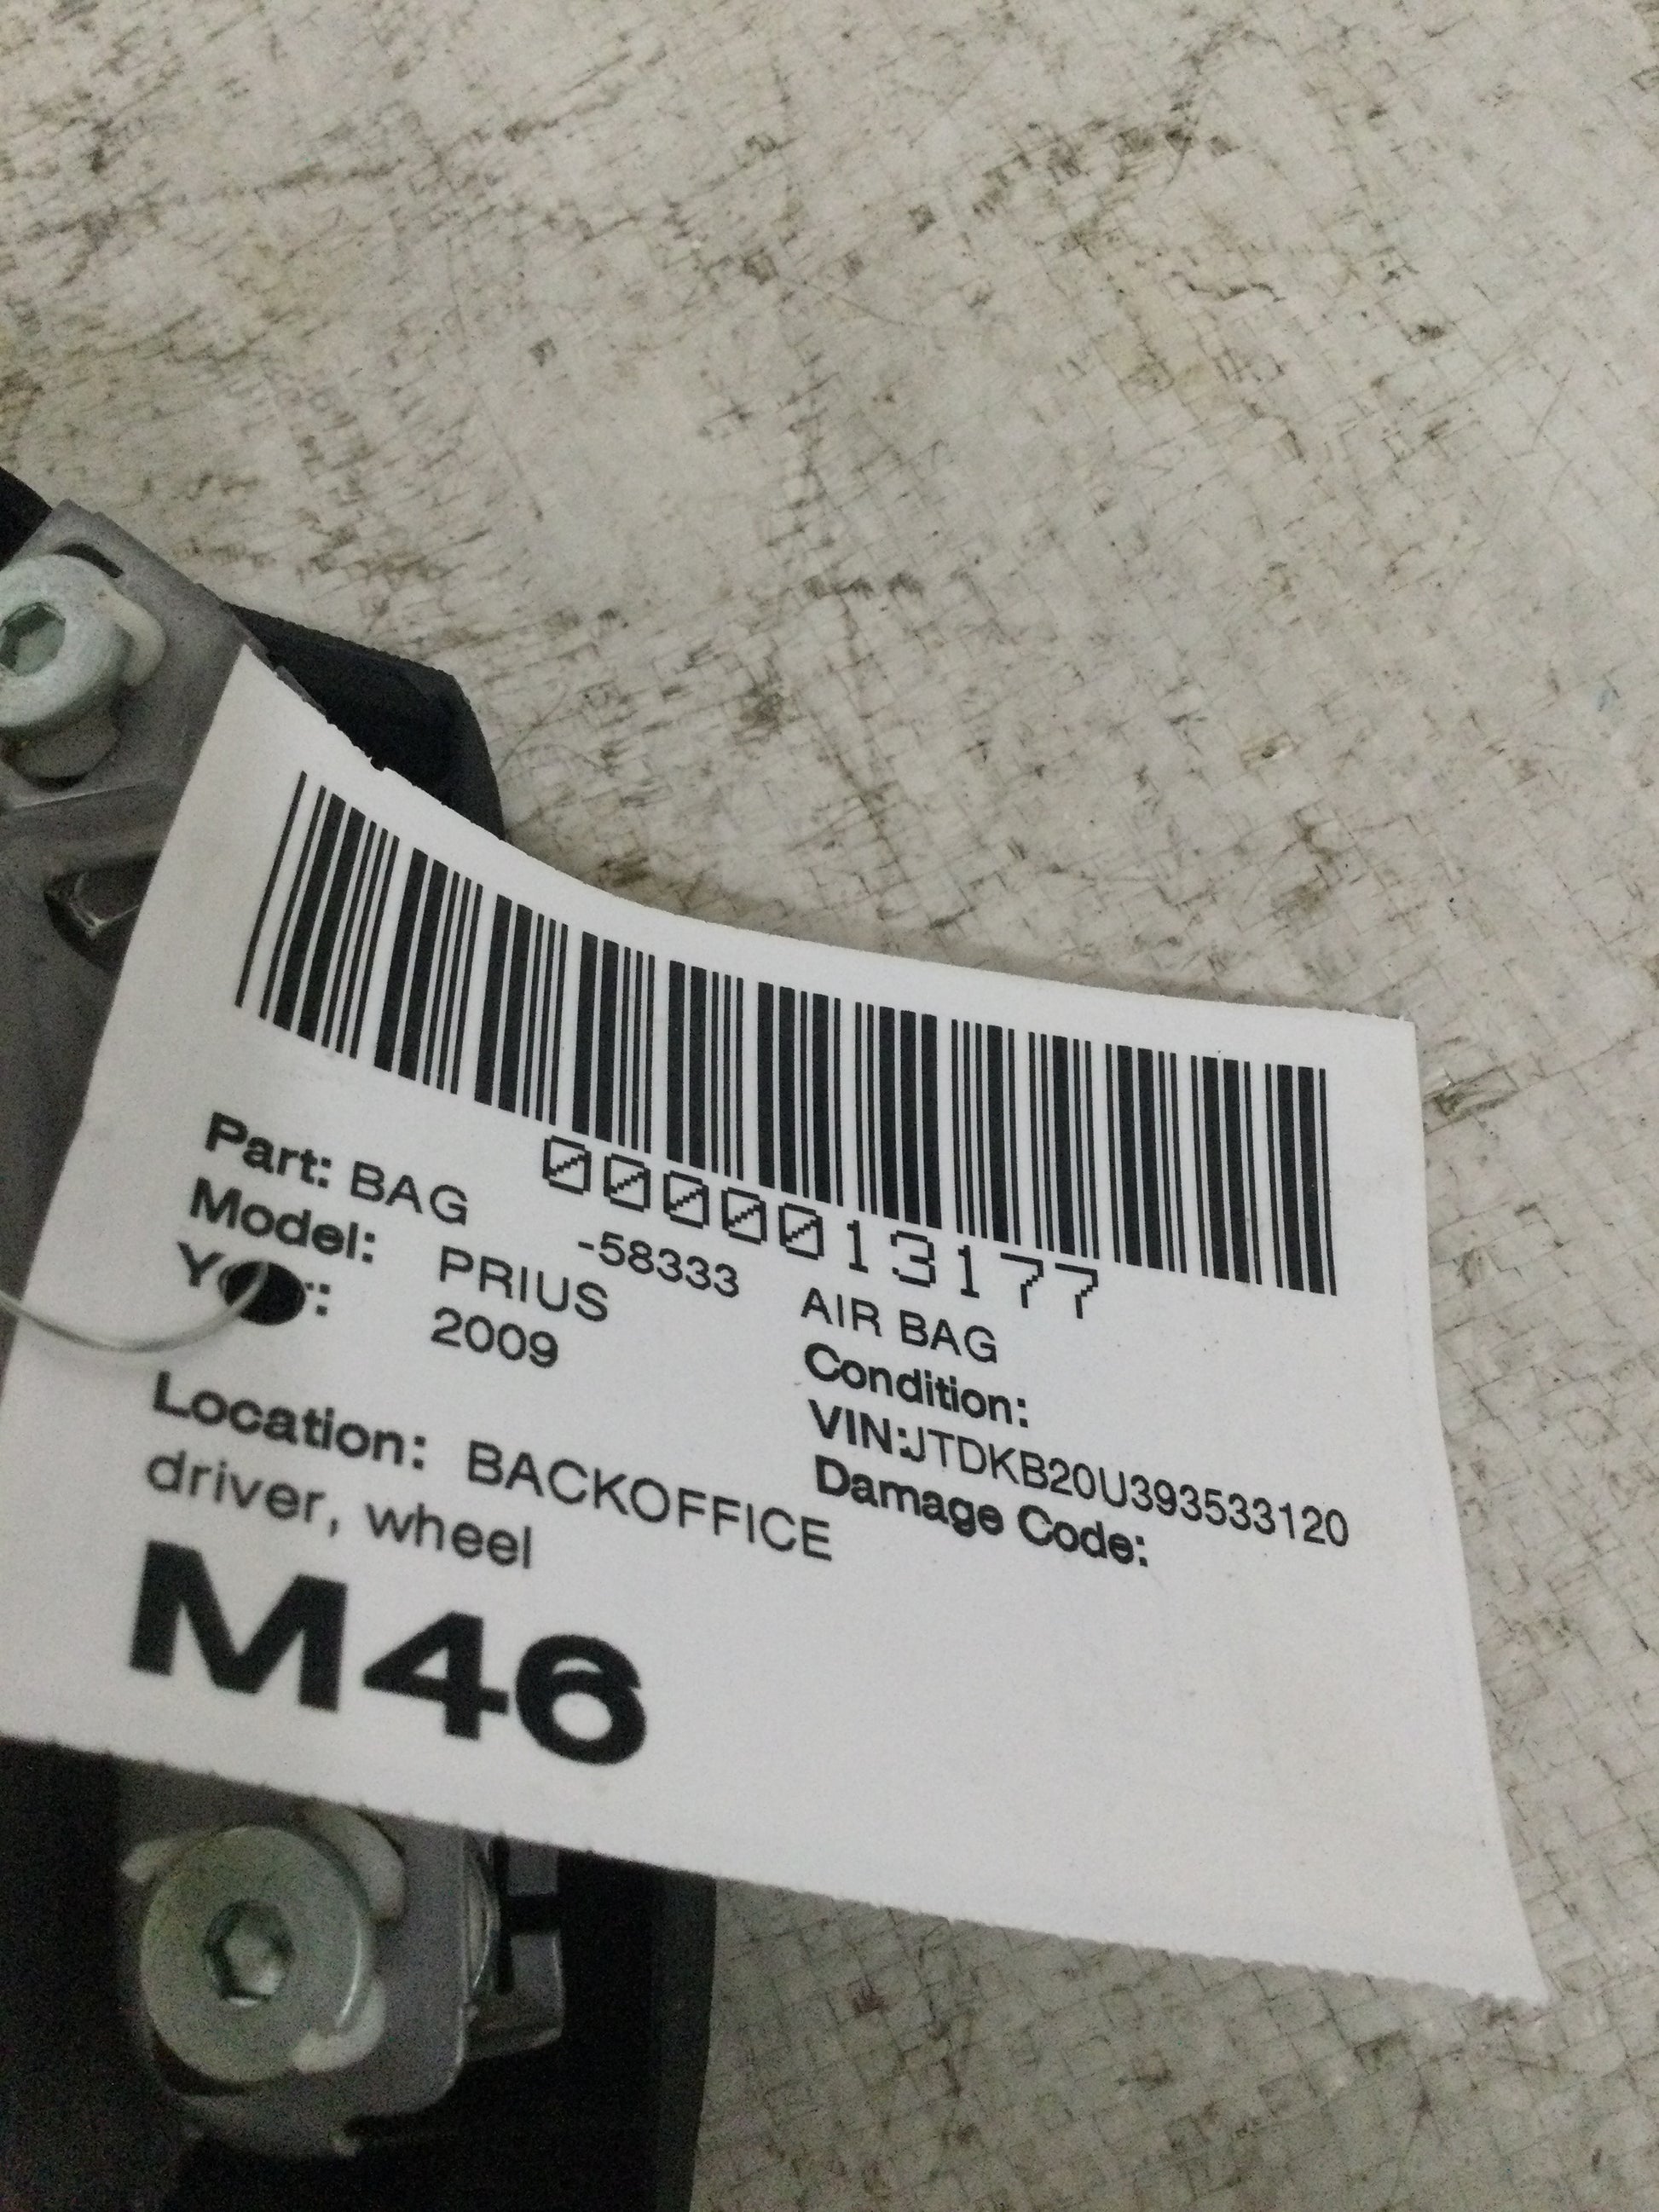 0000013177
Part: BAG -58333 AIR BAG
Model: PRIUS Condition:
2009 VIN:JTDKB20U393533120
Location: BACKOFFICE Damage Code:
driver, wheel
M46